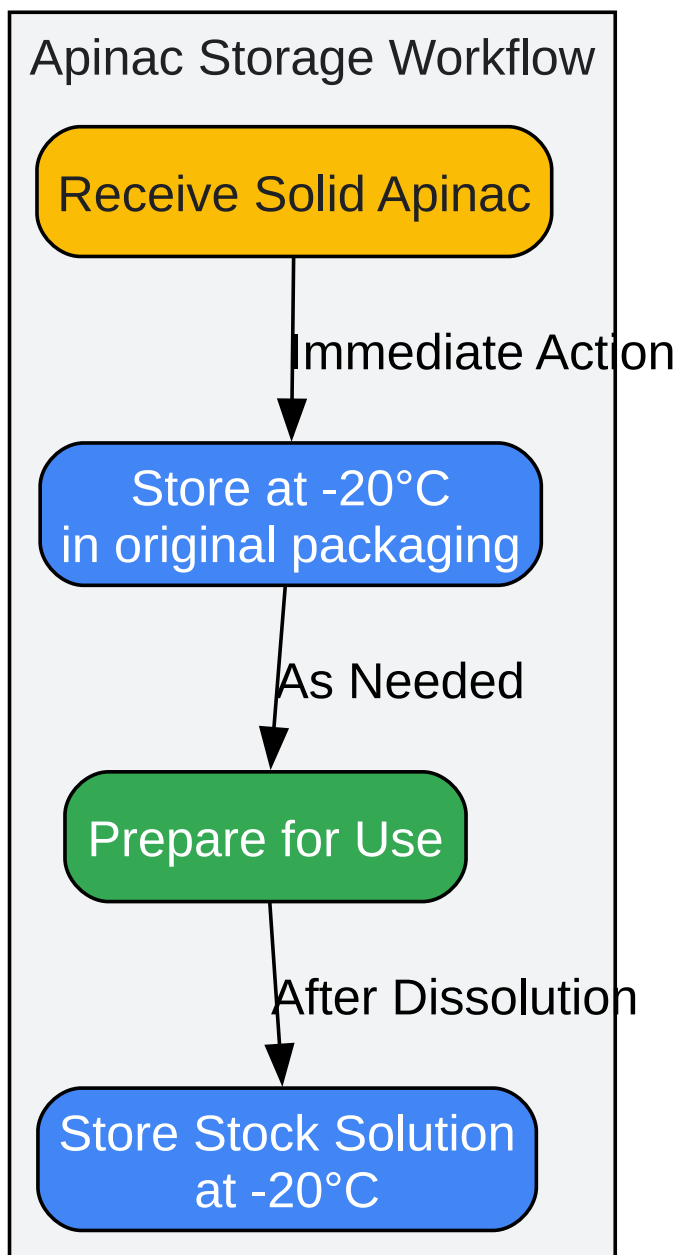 Apinac Storage Workflow
Receive Solid Apinac
Immediate Action
Store at -20°C
in original packaging
As Needed
Prepare for Use
After Dissolution
Store Stock Solution
at -20°C